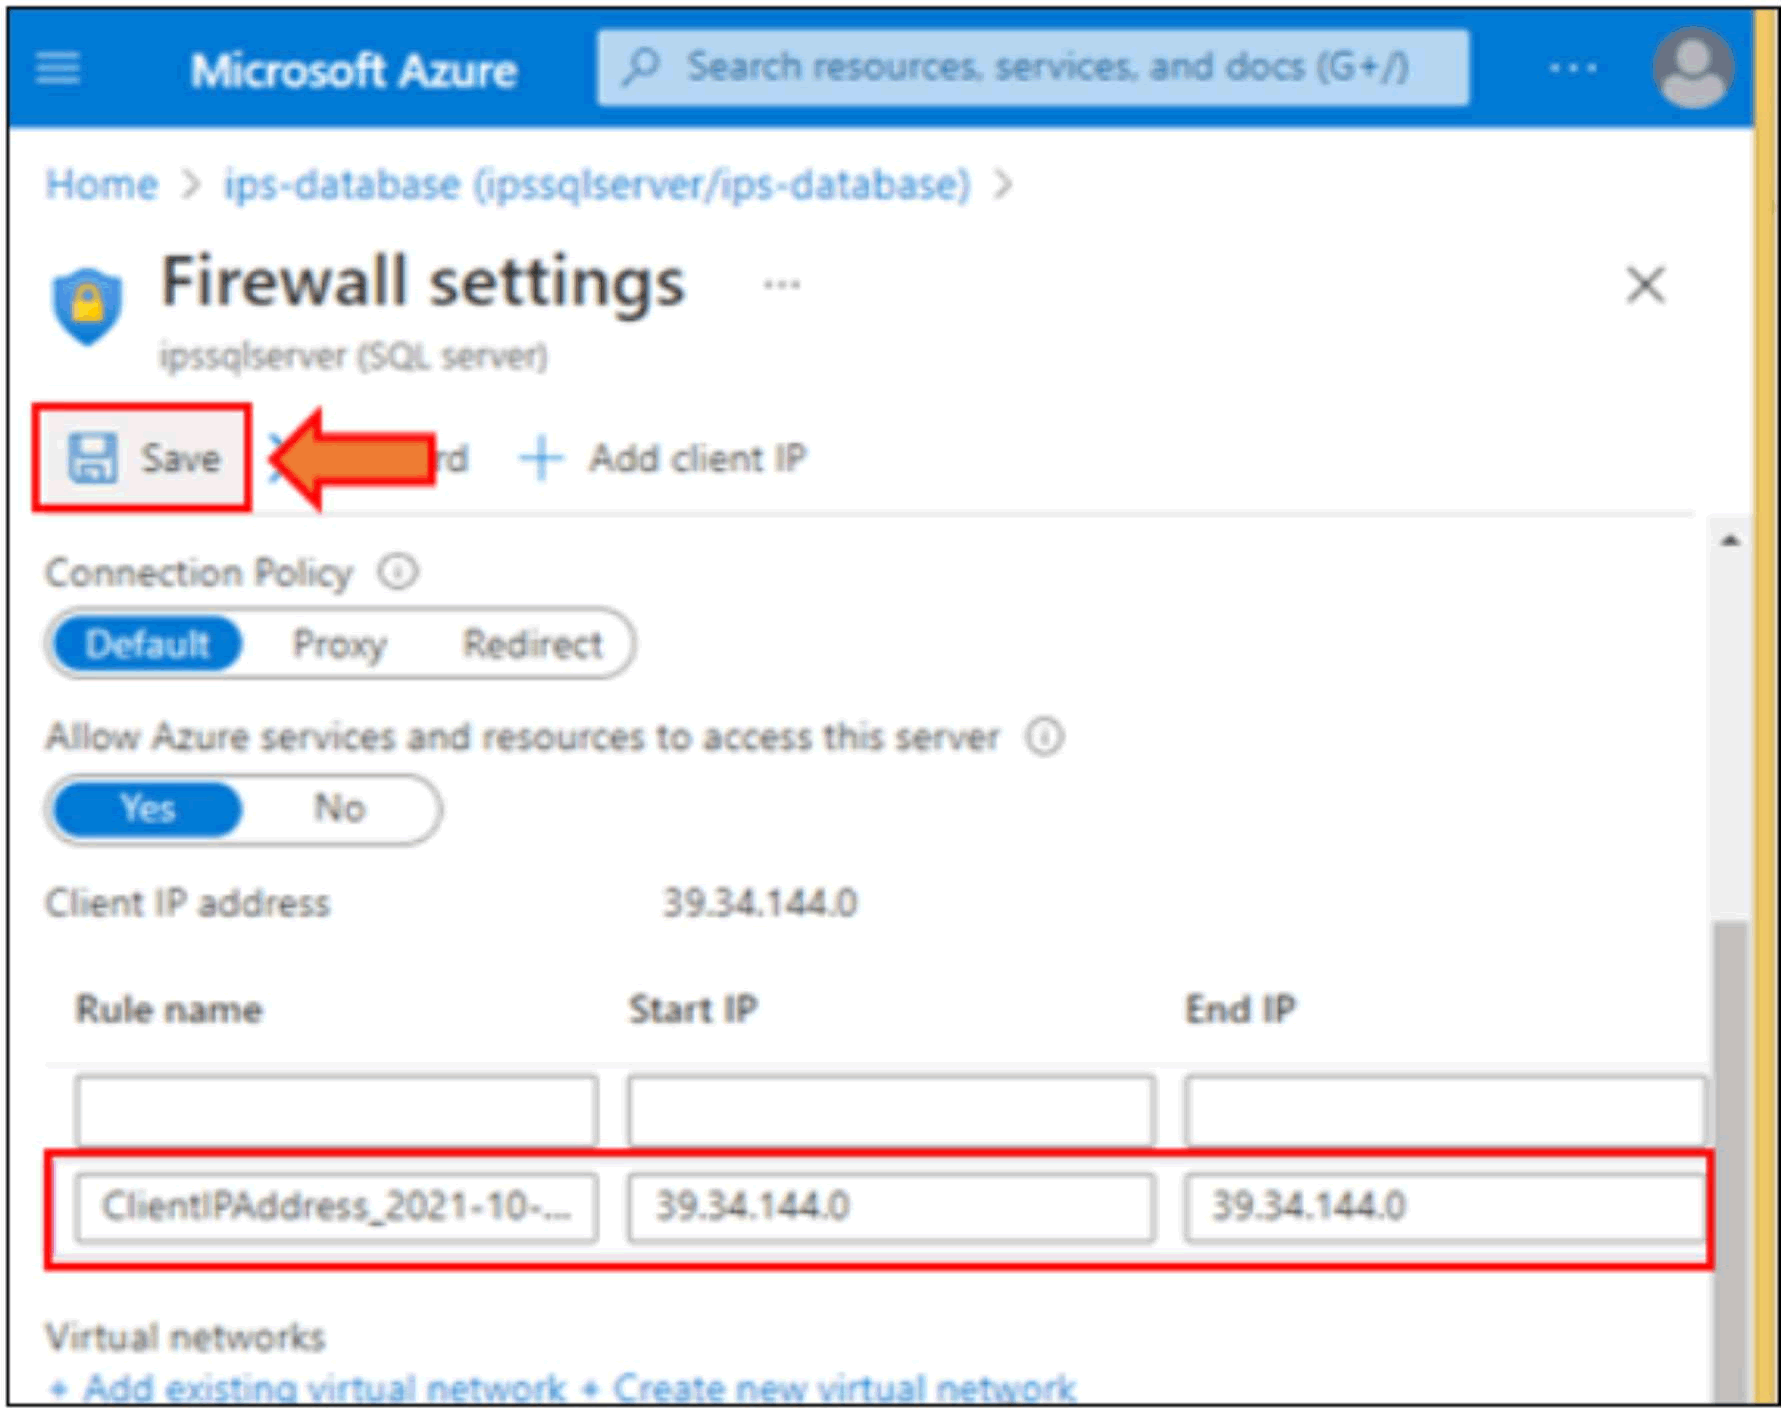 Microsoft Azure
Search resources, services, and docs (G+/)
...
Home > ips-database (ipssqlserver/ips-database) >
Firewall settings ...
ipssqlserver (SQL server)
Save rd + Add client IP
Connection Policy
Default Proxy Redirect
Allow Azure services and resources to access this server
Yes No
Client IP address 39.34.144.0
Rule name Start IP End IP
ClientIPAddress_2021-10-... 39.34.144.0 39.34.144.0
Virtual networks
+ Add existing virtual network + Create new virtual network